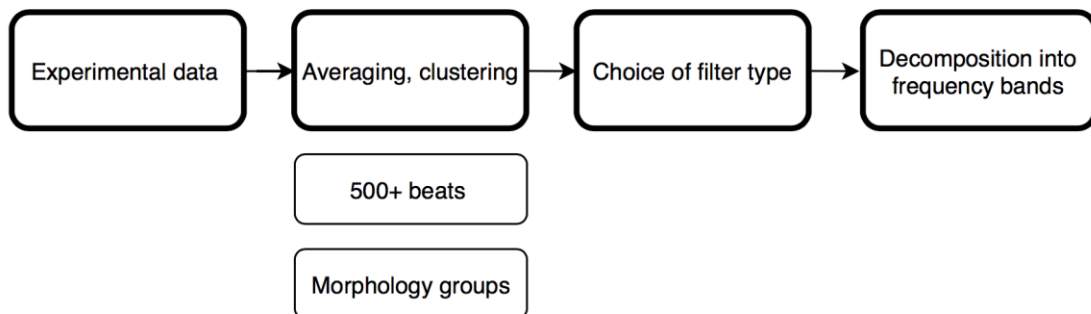 Experimental data
Averaging, clustering
Choice of filter type
Decomposition into
frequency bands
500+ beats
Morphology groups